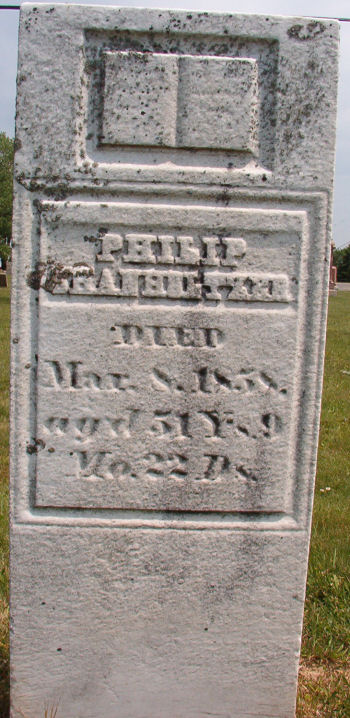 PHILIP
DIED
Mar. 8. 1858.
aged 51 Ys. 9
Mo. 22 Ds.